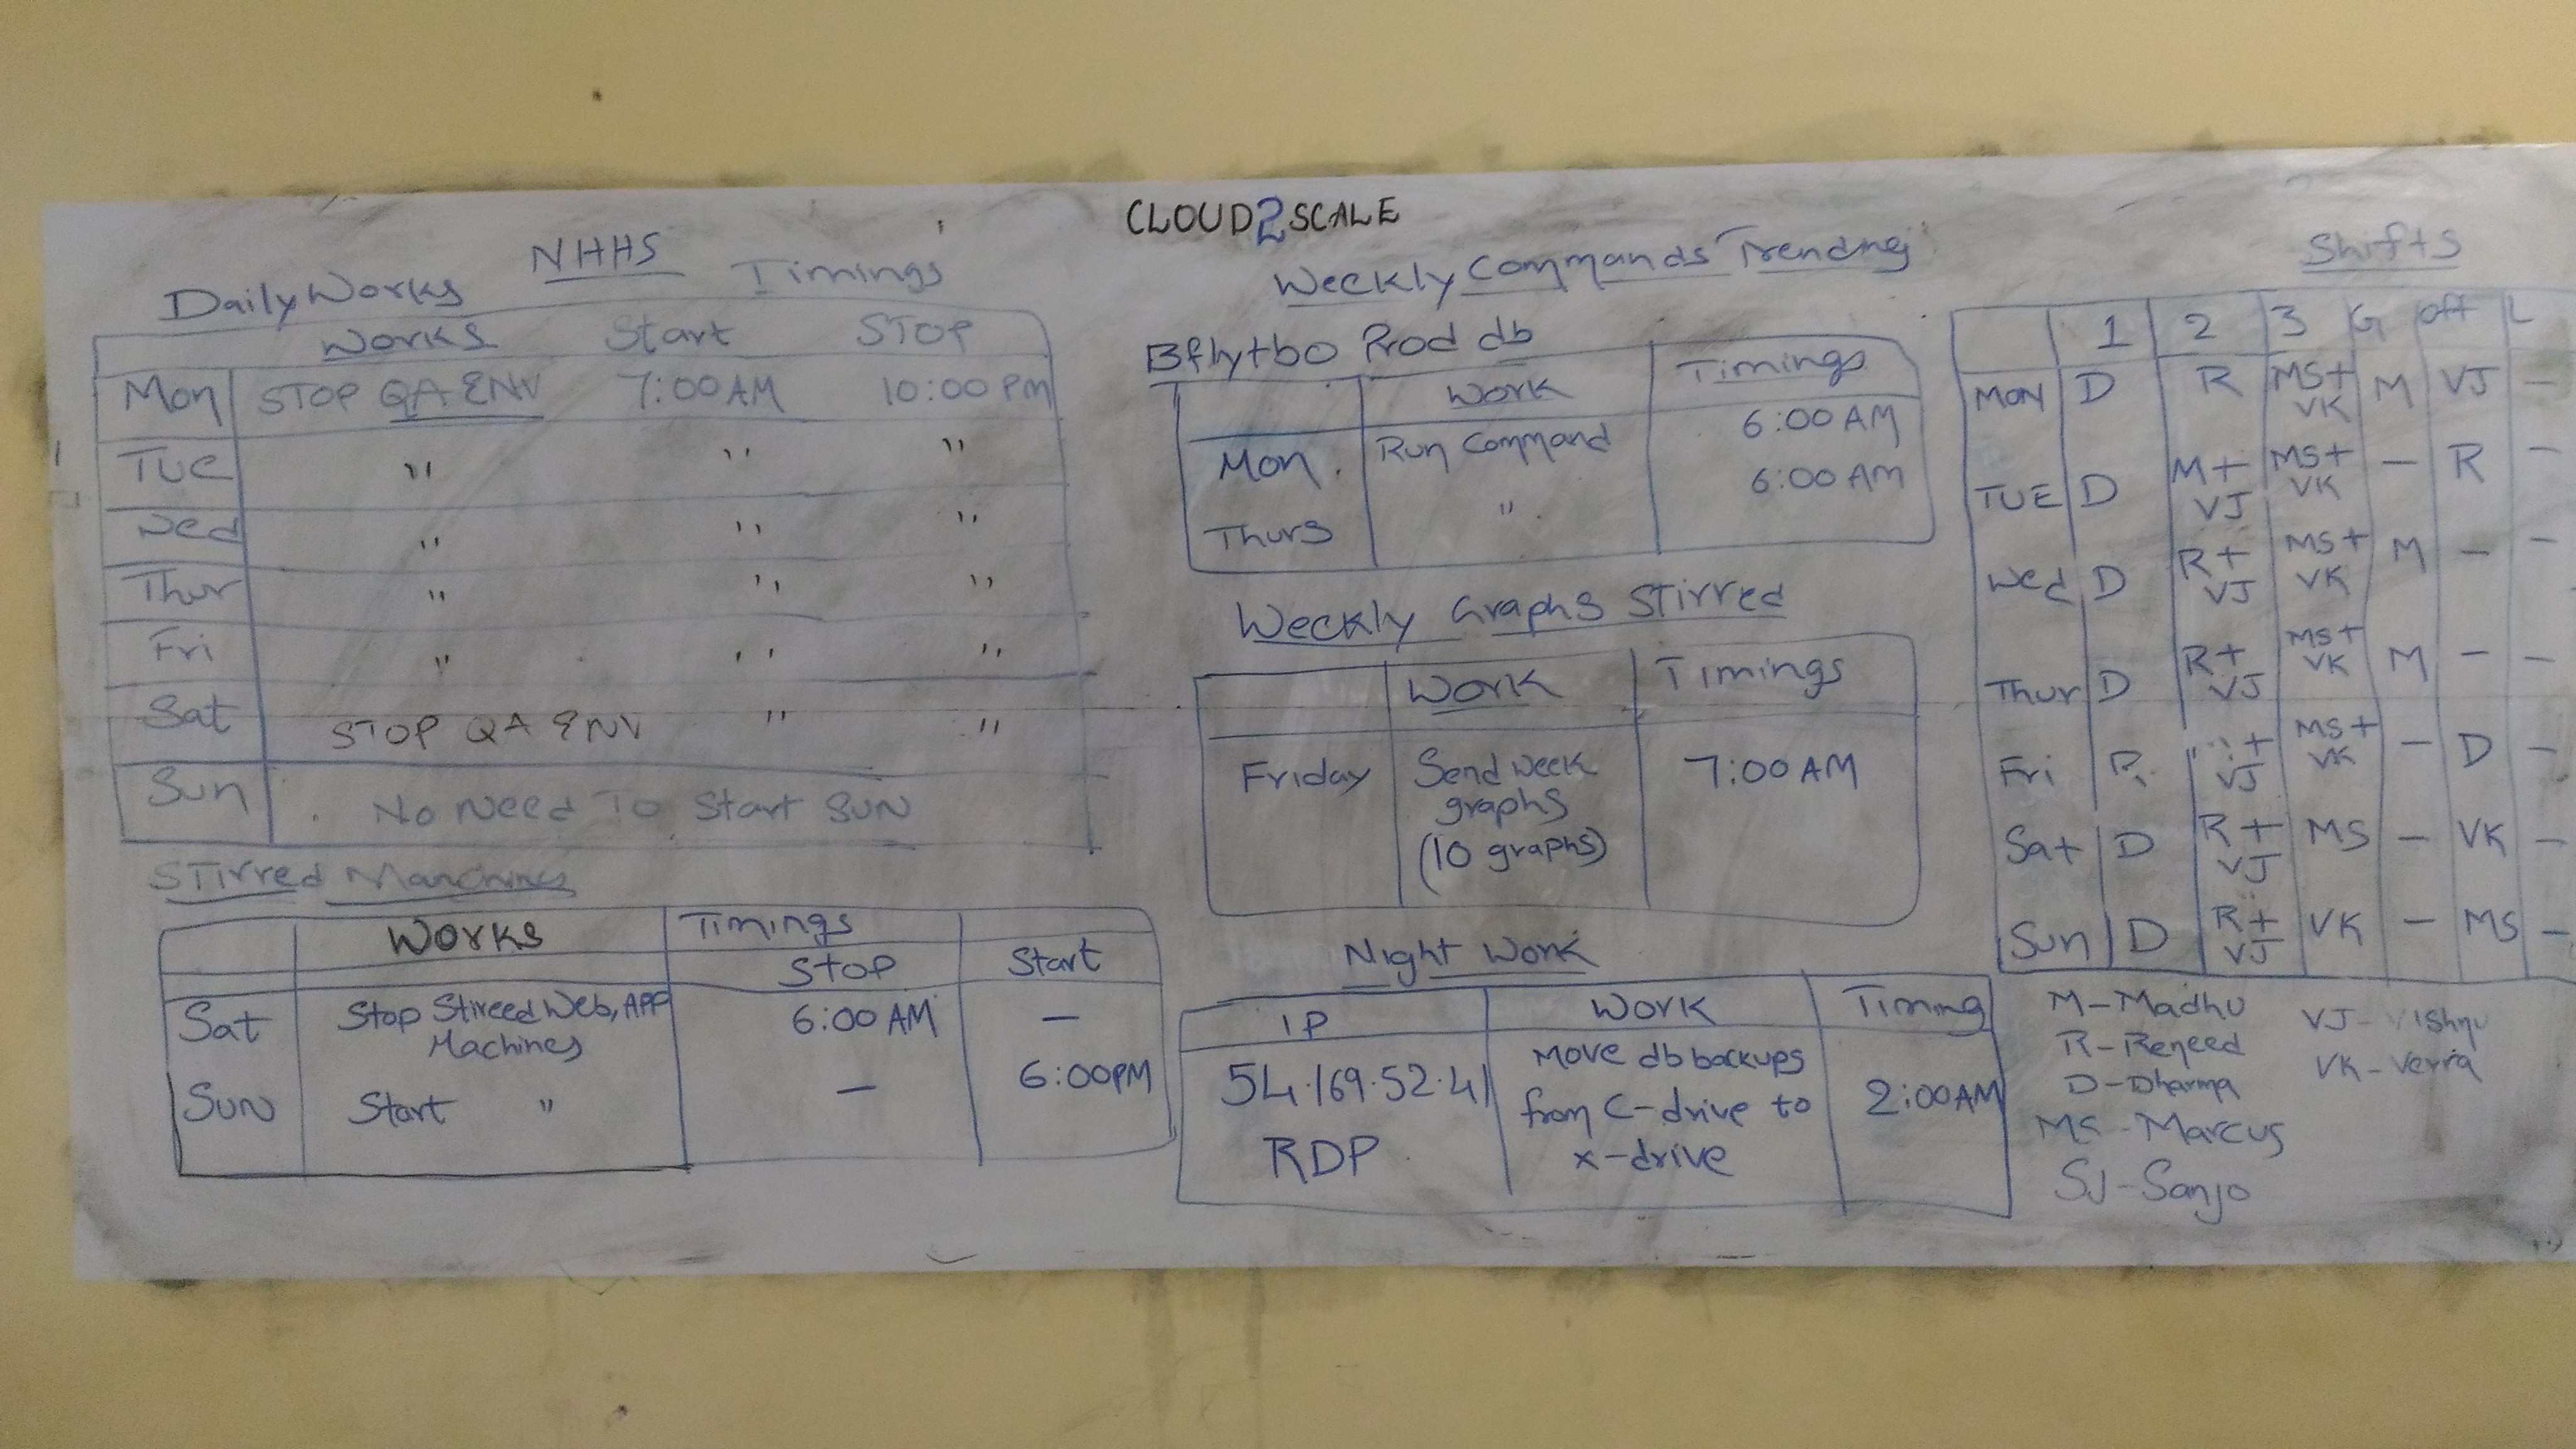 CLOUD2SCALE
NHHS
Daily Works Timings
Works Start STOP
Mon STOP QA ENV 7:00 AM 10:00 PM
Tue " " "
Wed " " "
Thur " " "
Fri " " "
Sat STOP QA ENV " "
Sun No Need To Start SUN
Stirred
Works Timings
Stop Start
Sat Stop Stireed Web, APP 6:00 AM —
Machines
Sun Start " — 6:00PM
Weekly Commands Trending
Bflytbo Prod db
Work Timings
Mon. Run Command 6:00 AM
Thurs " 6:00 AM
Weekly Graphs Stirred
Work Timings
Friday Send week 7:00 AM
graphs
(10 graphs)
Night Work
IP Work Timing
54.169.52.41 Move db backups 2:00AM
from C-drive to
RDP x-drive
Shifts
1 2 3 G off L
MON D R MS+ M VJ —
VK
TUE D M+ MS+ — R —
VJ VK
Wed D R+ MS+ M — —
VJ VK
Thur D R+ MS+ M — —
VJ VK
Fri R + MS+ — D —
VJ VK
Sat D R+ MS — VK —
VJ
Sun D R+ VK — MS —
VJ
M-Madhu VJ-Vishnu
R-Reneed VK-Verra
D-Dharma
MS-Marcus
SJ-Sanjo